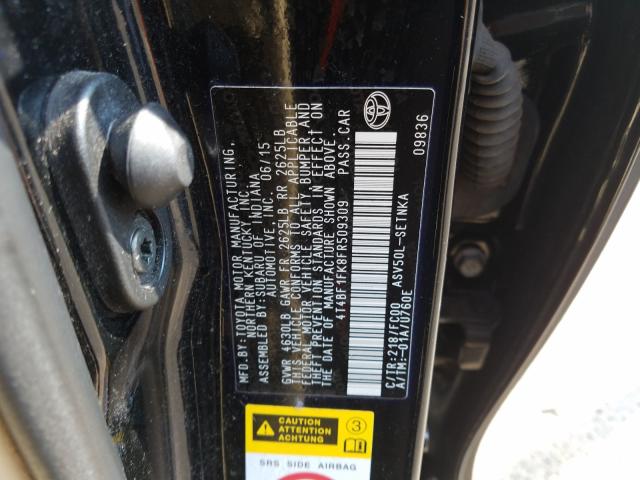 MFD.BY:TOYOTA MOTOR MANUFACTURING,
NORTHERN KENTUCKY, INC.
ASSEMBLED BY:SUBARU OF INDIANA
AUTOMOTIVE, INC. 06/15
GVWR 4630LB GAWR FR 2625LB RR 2625LB
THIS VEHICLE CONFORMS TO ALL APPLICABLE
FEDERAL MOTOR VEHICLE SAFETY, BUMPER, AND
THEFT PREVENTION STANDARDS IN EFFECT ON
THE DATE OF MANUFACTURE SHOWN ABOVE.
4T4BF1FK8FR509309 PASS.CAR
C/TR:218/FC00 ASV50L-SETNKA
A/TM:-01A/U760E 09836
CAUTION
ATTENTION
ACHTUNG
3
SRS SIDE AIRBAG